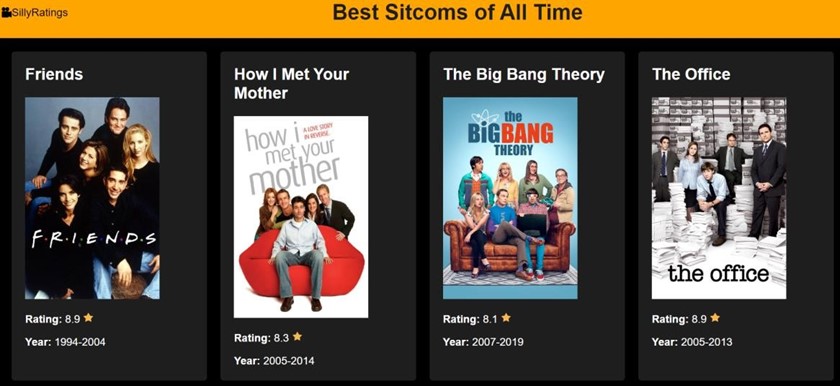 SillyRatings
Best Sitcoms of All Time
Friends
F·R·I·E·N·D·S
Rating: 8.9
Year: 1994-2004
How I Met Your
Mother
how i
A LOVE STORY
IN REVERSE.
met your
mother
Rating: 8.3
Year: 2005-2014
The Big Bang Theory
the
BIGBANG
THEORY
Rating: 8.1
Year: 2007-2019
The Office
the office
Rating: 8.9
Year: 2005-2013